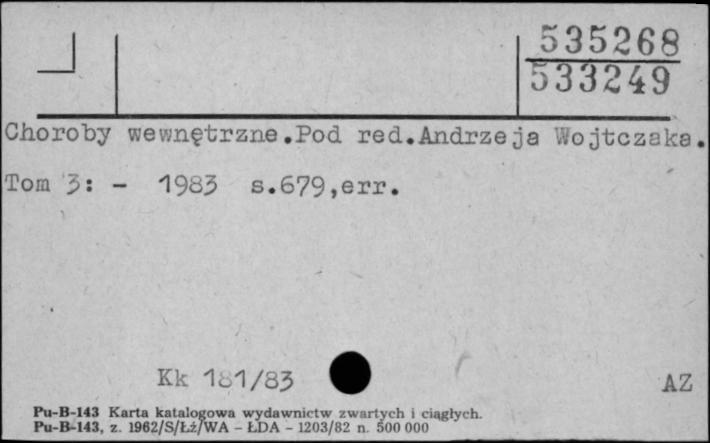 535268
533249
Choroby wewnętrzne.Pod red.Andrzeja Wojtczaka.
Tom 3: - 1983 s.679,err.
Kk 181/83
AZ
Pu-B-143 Karta katalogowa wydawnictw zwartych i ciągłych.
Pu-B-143, z. 1962/S/Łź/WA - ŁDA - 1203/82 n. 500 000